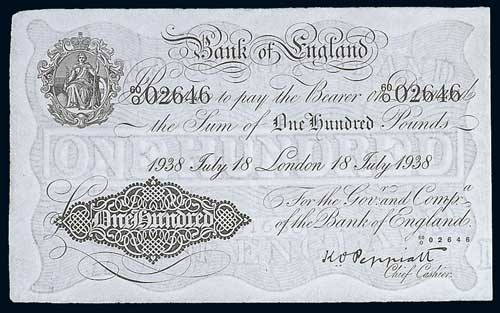 Bank of England
60/O 02646 to pay the Bearer on Demand 60/O 02646
the Sum of One Hundred Pounds
1938 July 18 London 18 July 1938
For the Gov.r and Comp.a
of the Bank of England.
One Hundred
60/O 02646
K O Peppiatt
Chief Cashier.